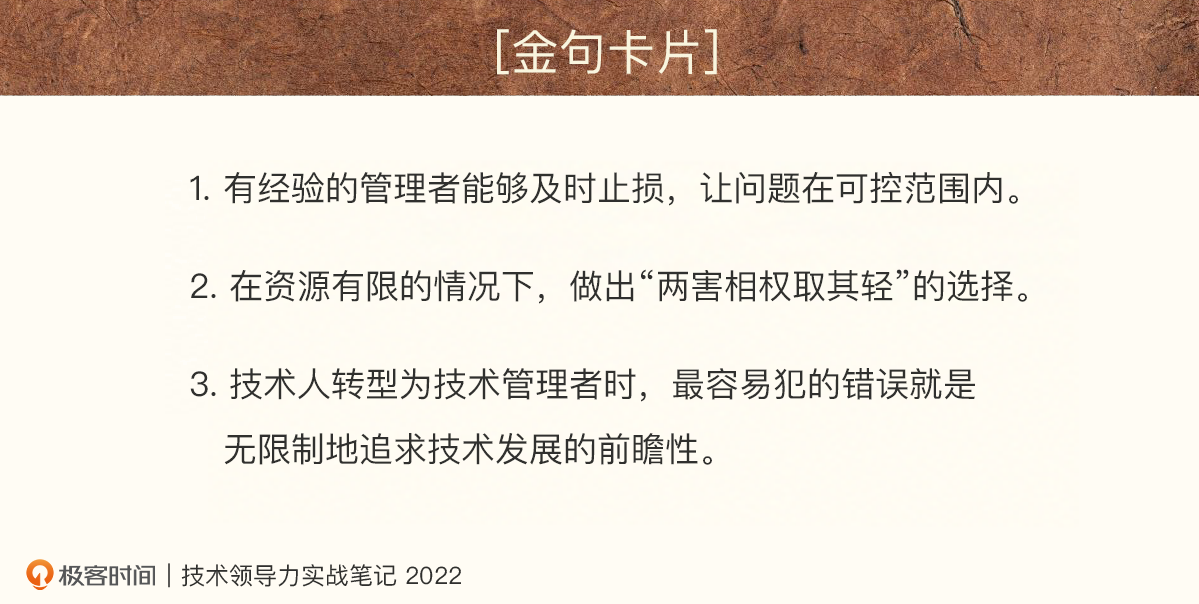 [金句卡片]
1. 有经验的管理者能够及时止损，让问题在可控范围内。
2. 在资源有限的情况下，做出“两害相权取其轻”的选择。
3. 技术人转型为技术管理者时，最容易犯的错误就是
无限制地追求技术发展的前瞻性。
极客时间 | 技术领导力实战笔记 2022